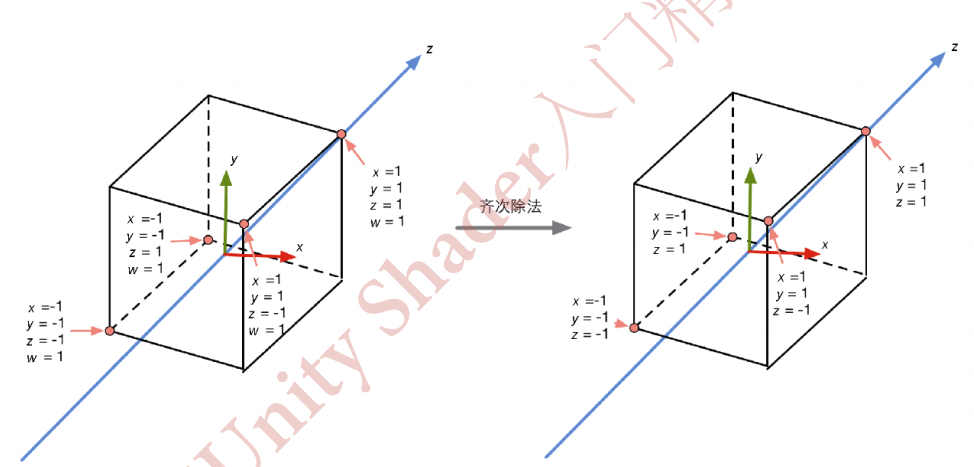 z
x =1
y = 1
z = 1
w = 1
y
x
x =-1
y = -1
z = 1
w = 1
x =1
y = 1
z = -1
w = 1
x =-1
y = -1
z = -1
w = 1
齐次除法
z
x =1
y = 1
z = 1
y
x
x =-1
y = -1
z = 1
x =1
y = 1
z = -1
x =-1
y = -1
z = -1
Unity Shader入门精